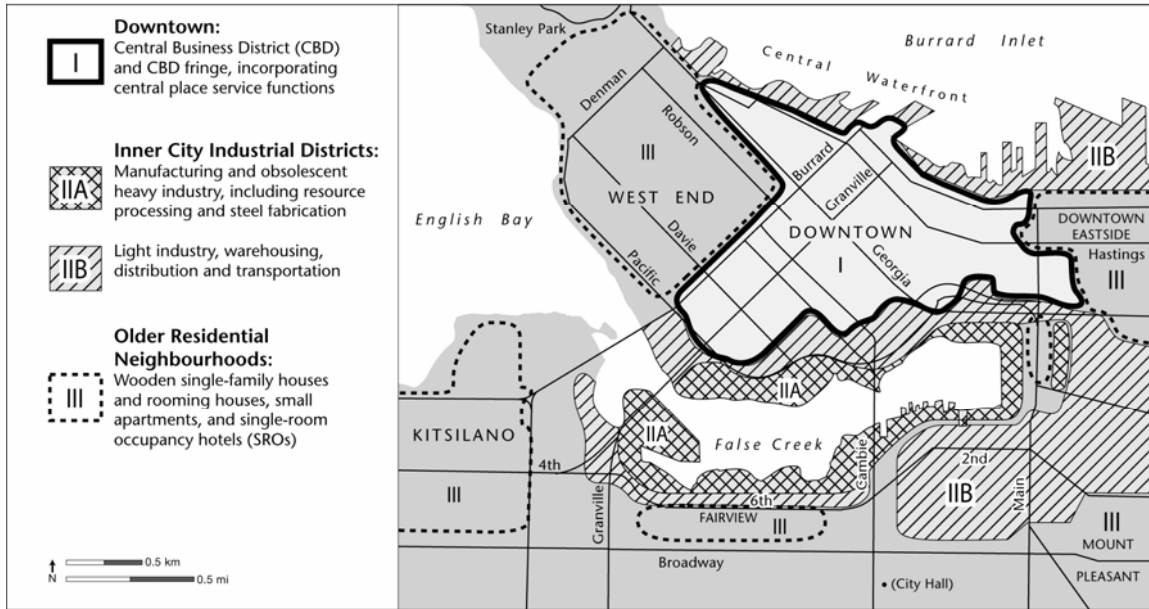 Downtown:
I
Central Business District (CBD)
and CBD fringe, incorporating
central place service functions
Inner City Industrial Districts:
IIA
Manufacturing and obsolescent
heavy industry, including resource
processing and steel fabrication
IIB
Light industry, warehousing,
distribution and transportation
Older Residential
Neighbourhoods:
III
Wooden single-family houses
and rooming houses, small
apartments, and single-room
occupancy hotels (SROs)
N
0.5 km
0.5 mi
Stanley Park
Burrard Inlet
Central Waterfront
Denman
Robson
III
WEST END
Davie
Pacific
English Bay
Burrard
Granville
DOWNTOWN
I
Georgia
IIB
DOWNTOWN
EASTSIDE
Hastings
III
IIA
IIA
False Creek
Cambie
KITSILANO
III
4th
Granville
6th
FAIRVIEW
III
2nd
IIB
Main
III
MOUNT
PLEASANT
Broadway
(City Hall)